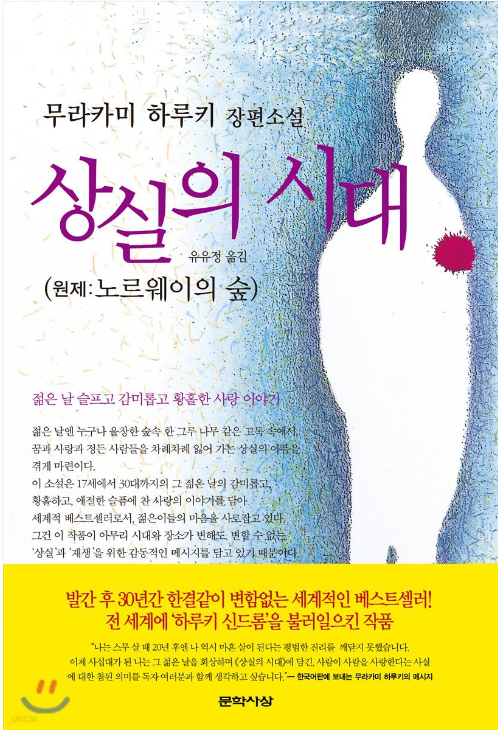 무라카미 하루키 장편소설
상실의 시대
유유정 옮김
(원제:노르웨이의 숲)
젊은 날 슬프고 감미롭고 황홀한 사랑 이야기
젊은 날엔 누구나 울창한 숲속 한 그루 나무 같은 고독 속에서,
꿈과 사랑과 정든 사람들을 차례차례 잃어 가는 상실의 아픔을
겪게 마련이다.
이 소설은 17세에서 30대까지의 그 젊은 날의 감미롭고,
황홀하고, 애절한 슬픔에 찬 사랑의 이야기를 담아
세계적 베스트셀러로서, 젊은이들의 마음을 사로잡고 있다.
그건 이 작품이 아무리 시대와 장소가 변해도, 변할 수 없는
‘상실’과 ‘재생’을 위한 감동적인 메시지를 담고 있기 때문이다.
발간 후 30년간 한결같이 변함없는 세계적인 베스트셀러!
전 세계에 ‘하루키 신드롬’을 불러일으킨 작품
“나는 스무 살 때 20년 후엔 나 역시 마흔 살이 된다는 평범한 진리를 깨닫지 못했습니다.
이제 사십대가 된 나는 그 젊은 날을 회상하며 《상실의 시대》에 담긴, 사람이 사람을 사랑한다는 사실
에 대한 참된 의미를 독자 여러분과 함께 생각하고 싶습니다.”― 한국어판에 보내는 무라카미 하루키의 메시지
문학사상